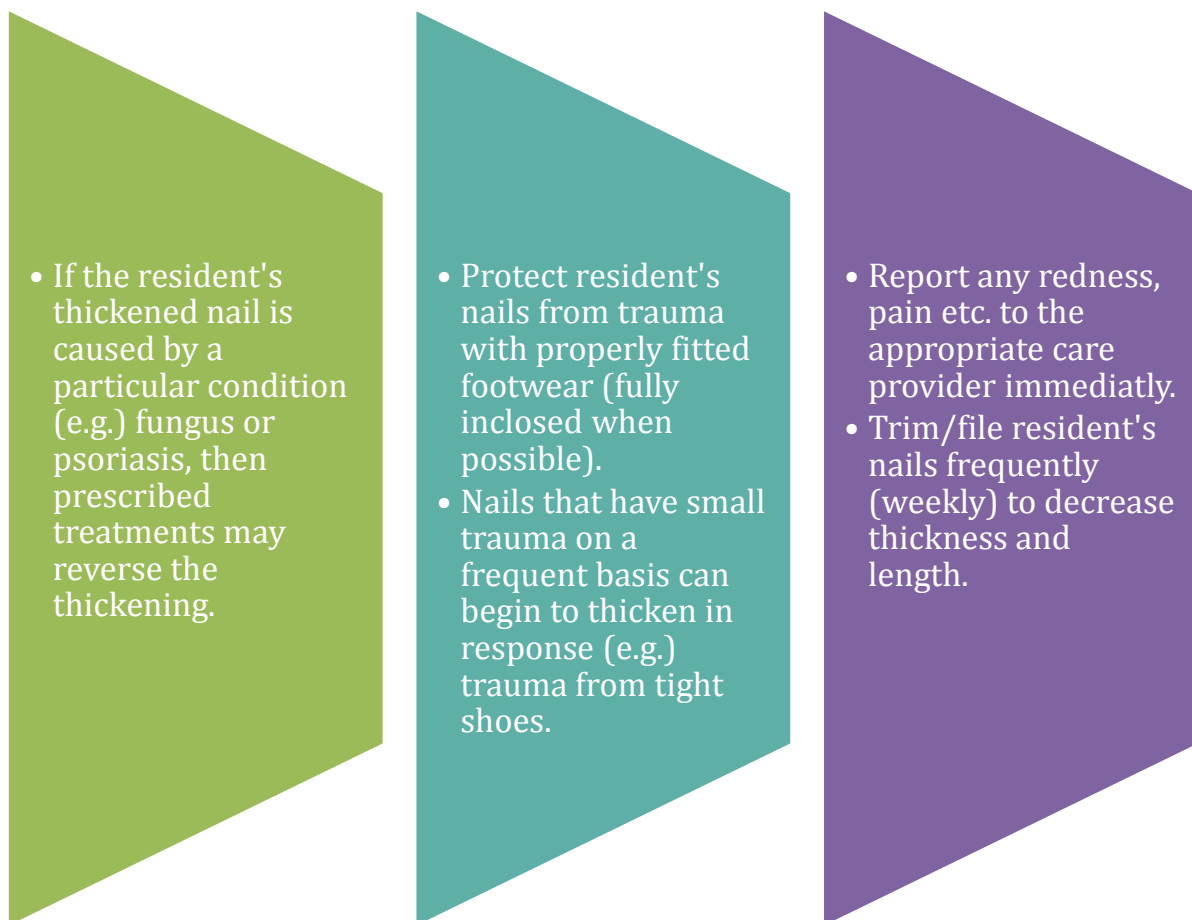 • If the resident's
thickened nail is
caused by a
particular condition
(e.g.) fungus or
psoriasis, then
prescribed
treatments may
reverse the
thickening.
• Protect resident's
nails from trauma
with properly fitted
footwear (fully
inclosed when
possible).
• Nails that have small
trauma on a
frequent basis can
begin to thicken in
response (e.g.)
trauma from tight
shoes.
• Report any redness,
pain etc. to the
appropriate care
provider immediatly.
• Trim/file resident's
nails frequently
(weekly) to decrease
thickness and
length.